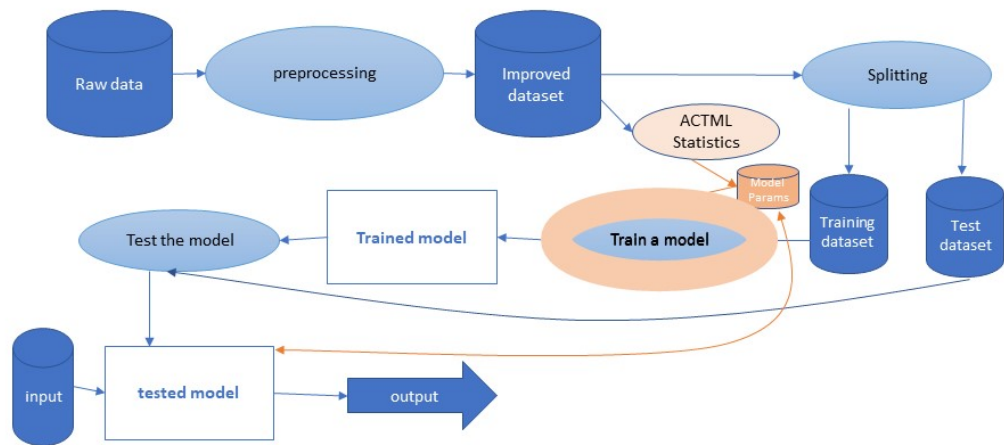 Raw data
preprocessing
Improved
dataset
Splitting
ACTML
Statistics
Model
Params
Training
dataset
Test
dataset
Train a model
Trained model
Test the model
input
tested model
output